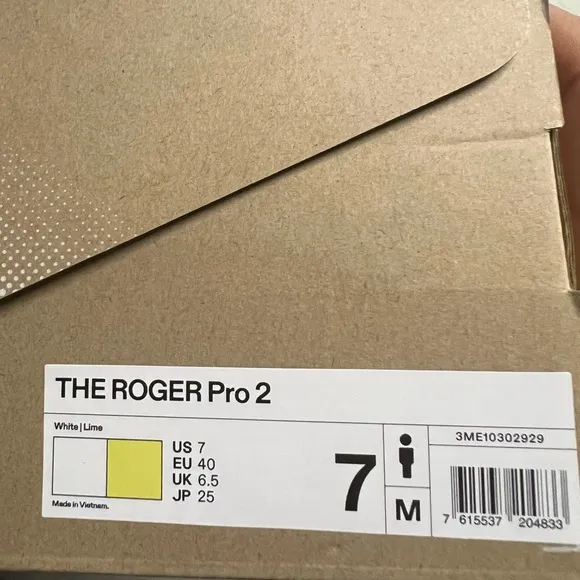 THE ROGER Pro 2
White | Lime
US 7
EU 40
UK 6.5
JP 25
Made in Vietnam.
7
M
3ME10302929
7 615537 204833